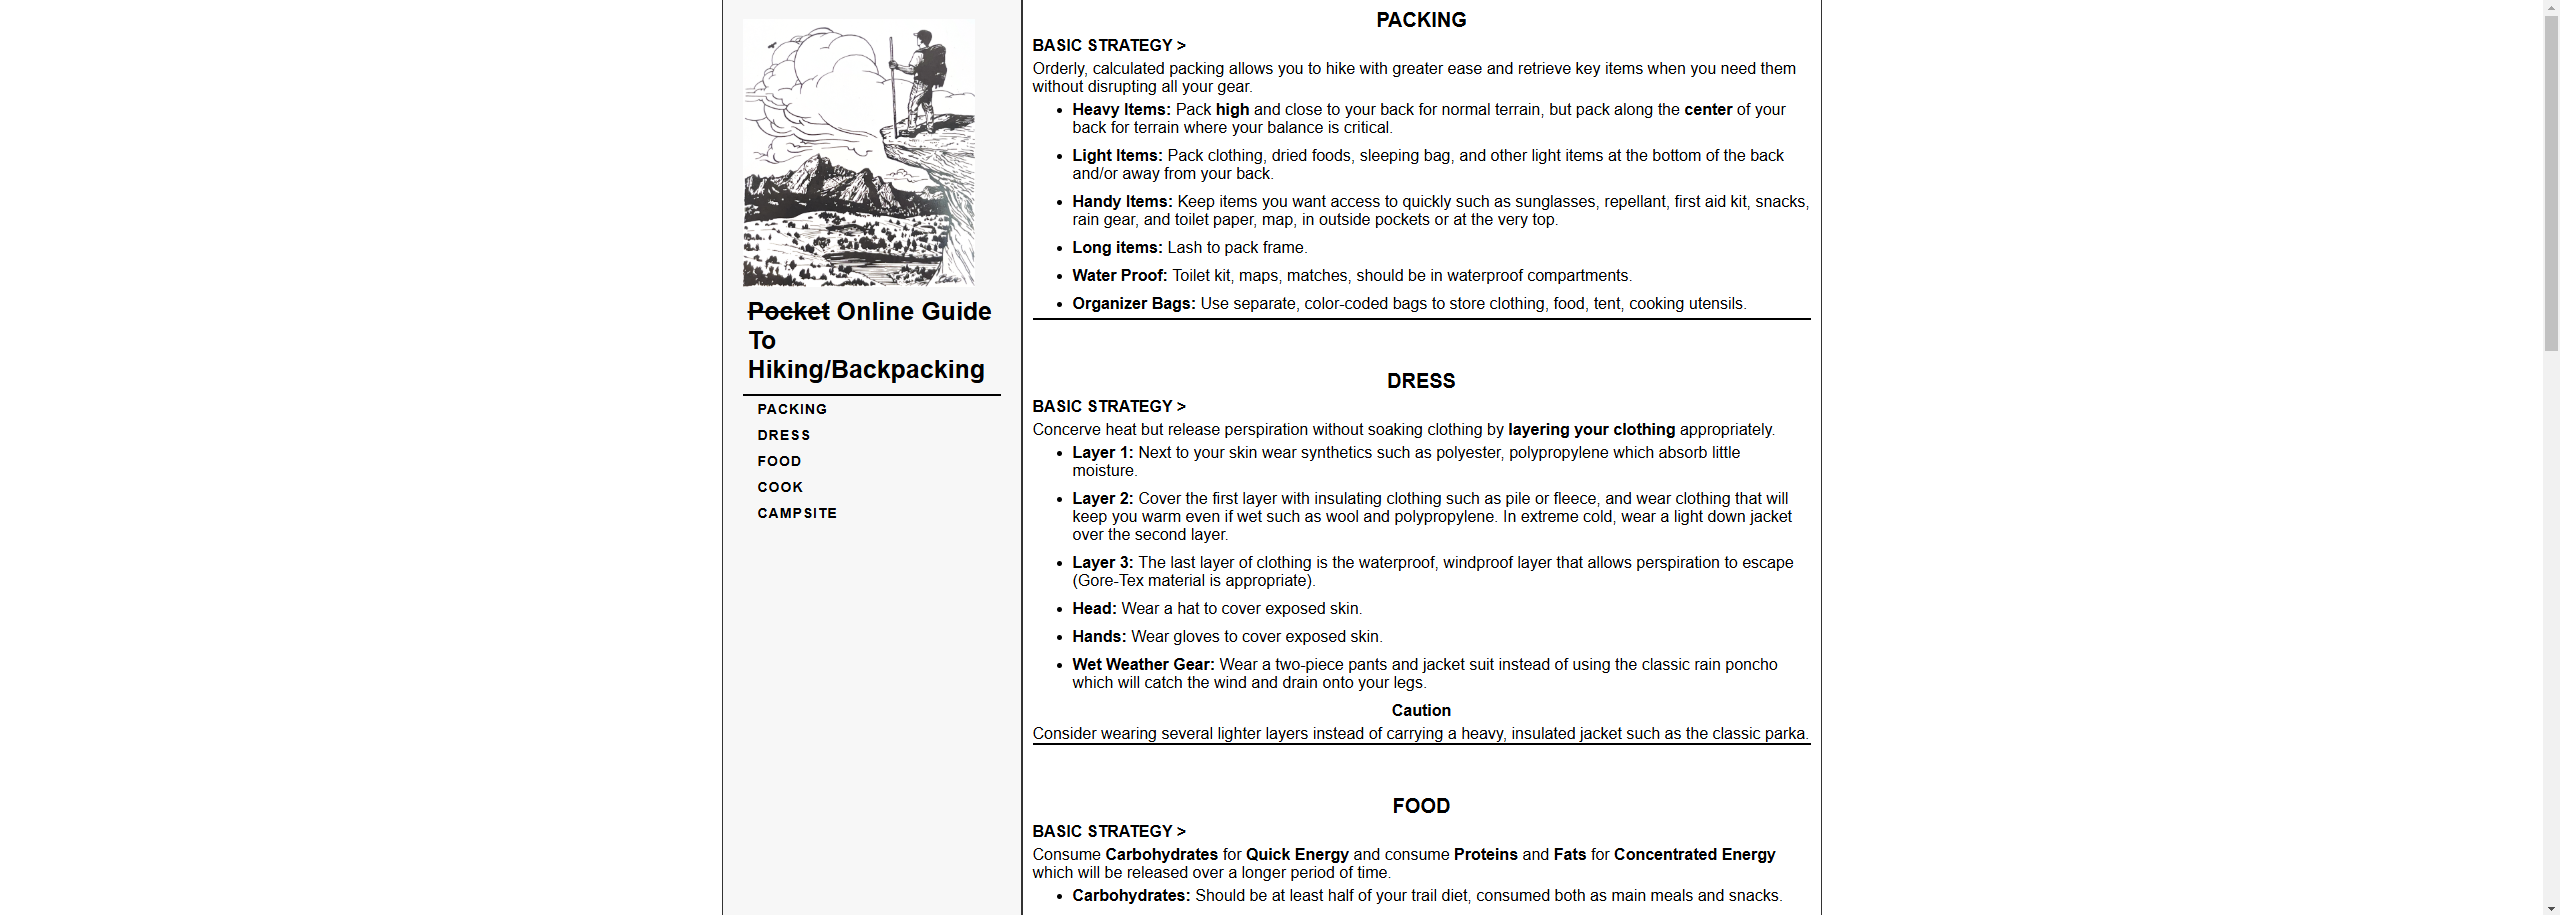 Pocket Online Guide
To
Hiking/Backpacking
PACKING
DRESS
FOOD
COOK
CAMPSITE
PACKING
BASIC STRATEGY >
Orderly, calculated packing allows you to hike with greater ease and retrieve key items when you need them
without disrupting all your gear.
• Heavy Items: Pack high and close to your back for normal terrain, but pack along the center of your
back for terrain where your balance is critical.
• Light Items: Pack clothing, dried foods, sleeping bag, and other light items at the bottom of the back
and/or away from your back.
• Handy Items: Keep items you want access to quickly such as sunglasses, repellant, first aid kit, snacks,
rain gear, and toilet paper, map, in outside pockets or at the very top.
• Long items: Lash to pack frame.
• Water Proof: Toilet kit, maps, matches, should be in waterproof compartments.
• Organizer Bags: Use separate, color-coded bags to store clothing, food, tent, cooking utensils.
DRESS
BASIC STRATEGY >
Concerve heat but release perspiration without soaking clothing by layering your clothing appropriately.
• Layer 1: Next to your skin wear synthetics such as polyester, polypropylene which absorb little
moisture.
• Layer 2: Cover the first layer with insulating clothing such as pile or fleece, and wear clothing that will
keep you warm even if wet such as wool and polypropylene. In extreme cold, wear a light down jacket
over the second layer.
• Layer 3: The last layer of clothing is the waterproof, windproof layer that allows perspiration to escape
(Gore-Tex material is appropriate).
• Head: Wear a hat to cover exposed skin.
• Hands: Wear gloves to cover exposed skin.
• Wet Weather Gear: Wear a two-piece pants and jacket suit instead of using the classic rain poncho
which will catch the wind and drain onto your legs.
Caution
Consider wearing several lighter layers instead of carrying a heavy, insulated jacket such as the classic parka.
FOOD
BASIC STRATEGY >
Consume Carbohydrates for Quick Energy and consume Proteins and Fats for Concentrated Energy
which will be released over a longer period of time.
• Carbohydrates: Should be at least half of your trail diet, consumed both as main meals and snacks.